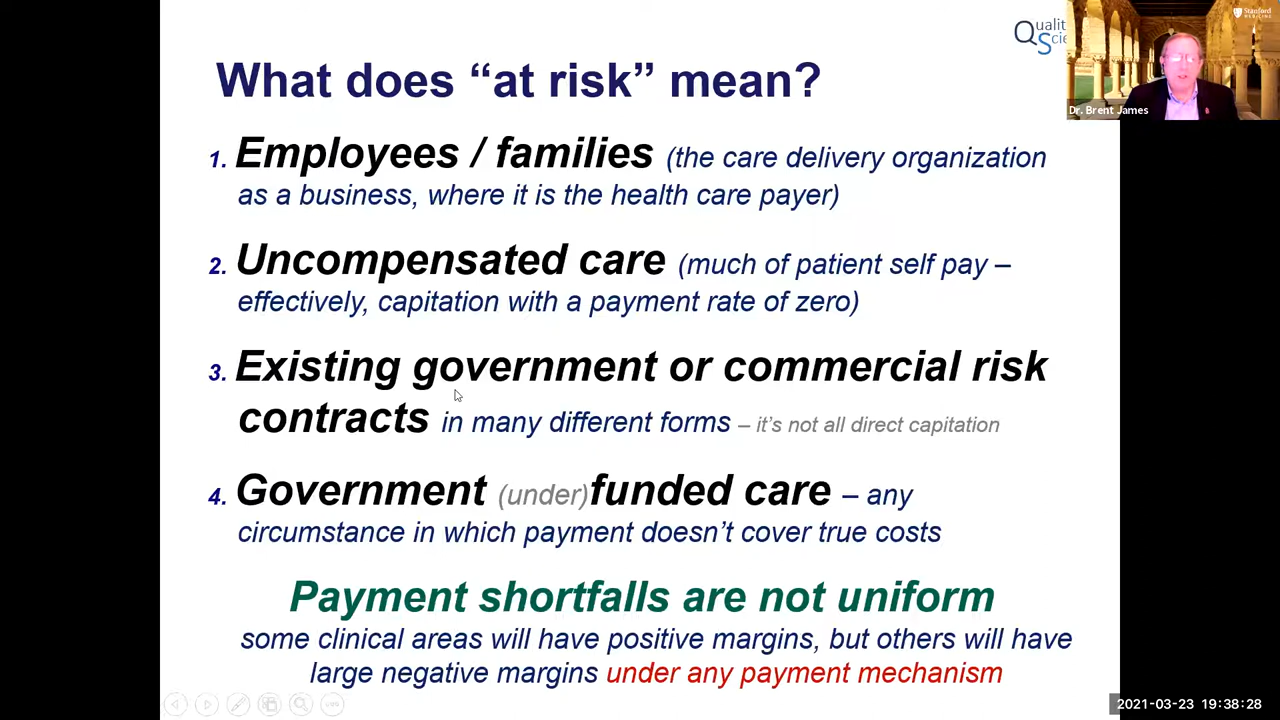 Qualit
Scie
Stanford
MEDICINE
Dr. Brent James
What does “at risk” mean?
1. Employees / families (the care delivery organization
as a business, where it is the health care payer)
2. Uncompensated care (much of patient self pay –
effectively, capitation with a payment rate of zero)
3. Existing government or commercial risk
contracts in many different forms – it’s not all direct capitation
4. Government (under)funded care – any
circumstance in which payment doesn’t cover true costs
Payment shortfalls are not uniform
some clinical areas will have positive margins, but others will have
large negative margins under any payment mechanism
2021-03-23 19:38:28